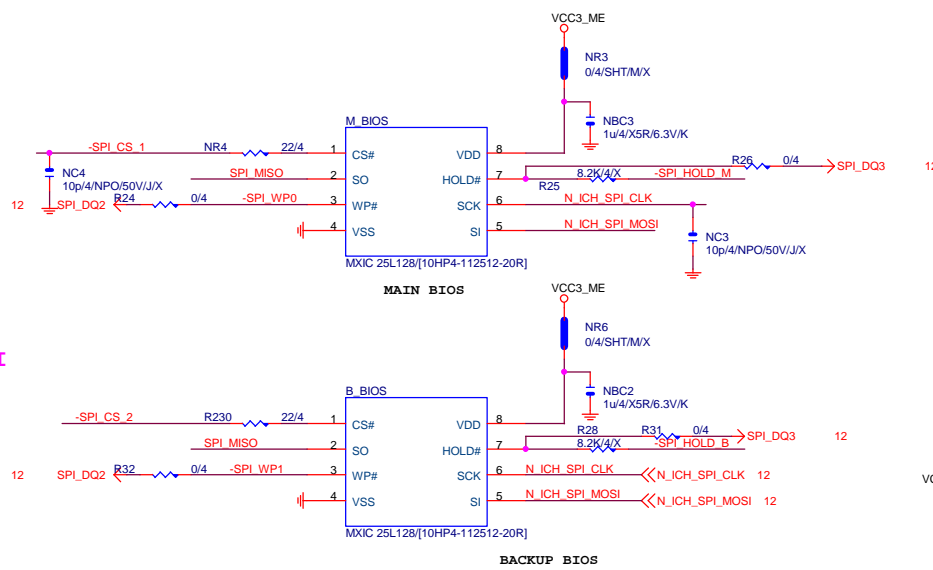 VCC3_ME
NR3
0/4/SHT/M/X
NBC3
1u/4/X5R/6.3V/K
M_BIOS
-SPI_CS_1 NR4 22/4 1 CS# VDD 8
R26 0/4 SPI_DQ3 12
NC4
10p/4/NPO/50V/J/X
SPI_MISO 2 SO HOLD# 7 R25 8.2K/4/X -SPI_HOLD_M
12 SPI_DQ2 R24 0/4 -SPI_WP0 3 WP# SCK 6 N_ICH_SPI_CLK
4 VSS SI 5 N_ICH_SPI_MOSI
NC3
10p/4/NPO/50V/J/X
MXIC 25L128/[10HP4-112512-20R]
MAIN BIOS
VCC3_ME
NR6
0/4/SHT/M/X
I
NBC2
1u/4/X5R/6.3V/K
B_BIOS
-SPI_CS_2 R230 22/4 1 CS# VDD 8
R28 R31 0/4 SPI_DQ3 12
SPI_MISO 2 SO HOLD# 7 8.2K/4/X -SPI_HOLD_B
12 SPI_DQ2 R32 0/4 -SPI_WP1 3 WP# SCK 6 N_ICH_SPI_CLK N_ICH_SPI_CLK 12
4 VSS SI 5 N_ICH_SPI_MOSI N_ICH_SPI_MOSI 12
MXIC 25L128/[10HP4-112512-20R]
BACKUP BIOS